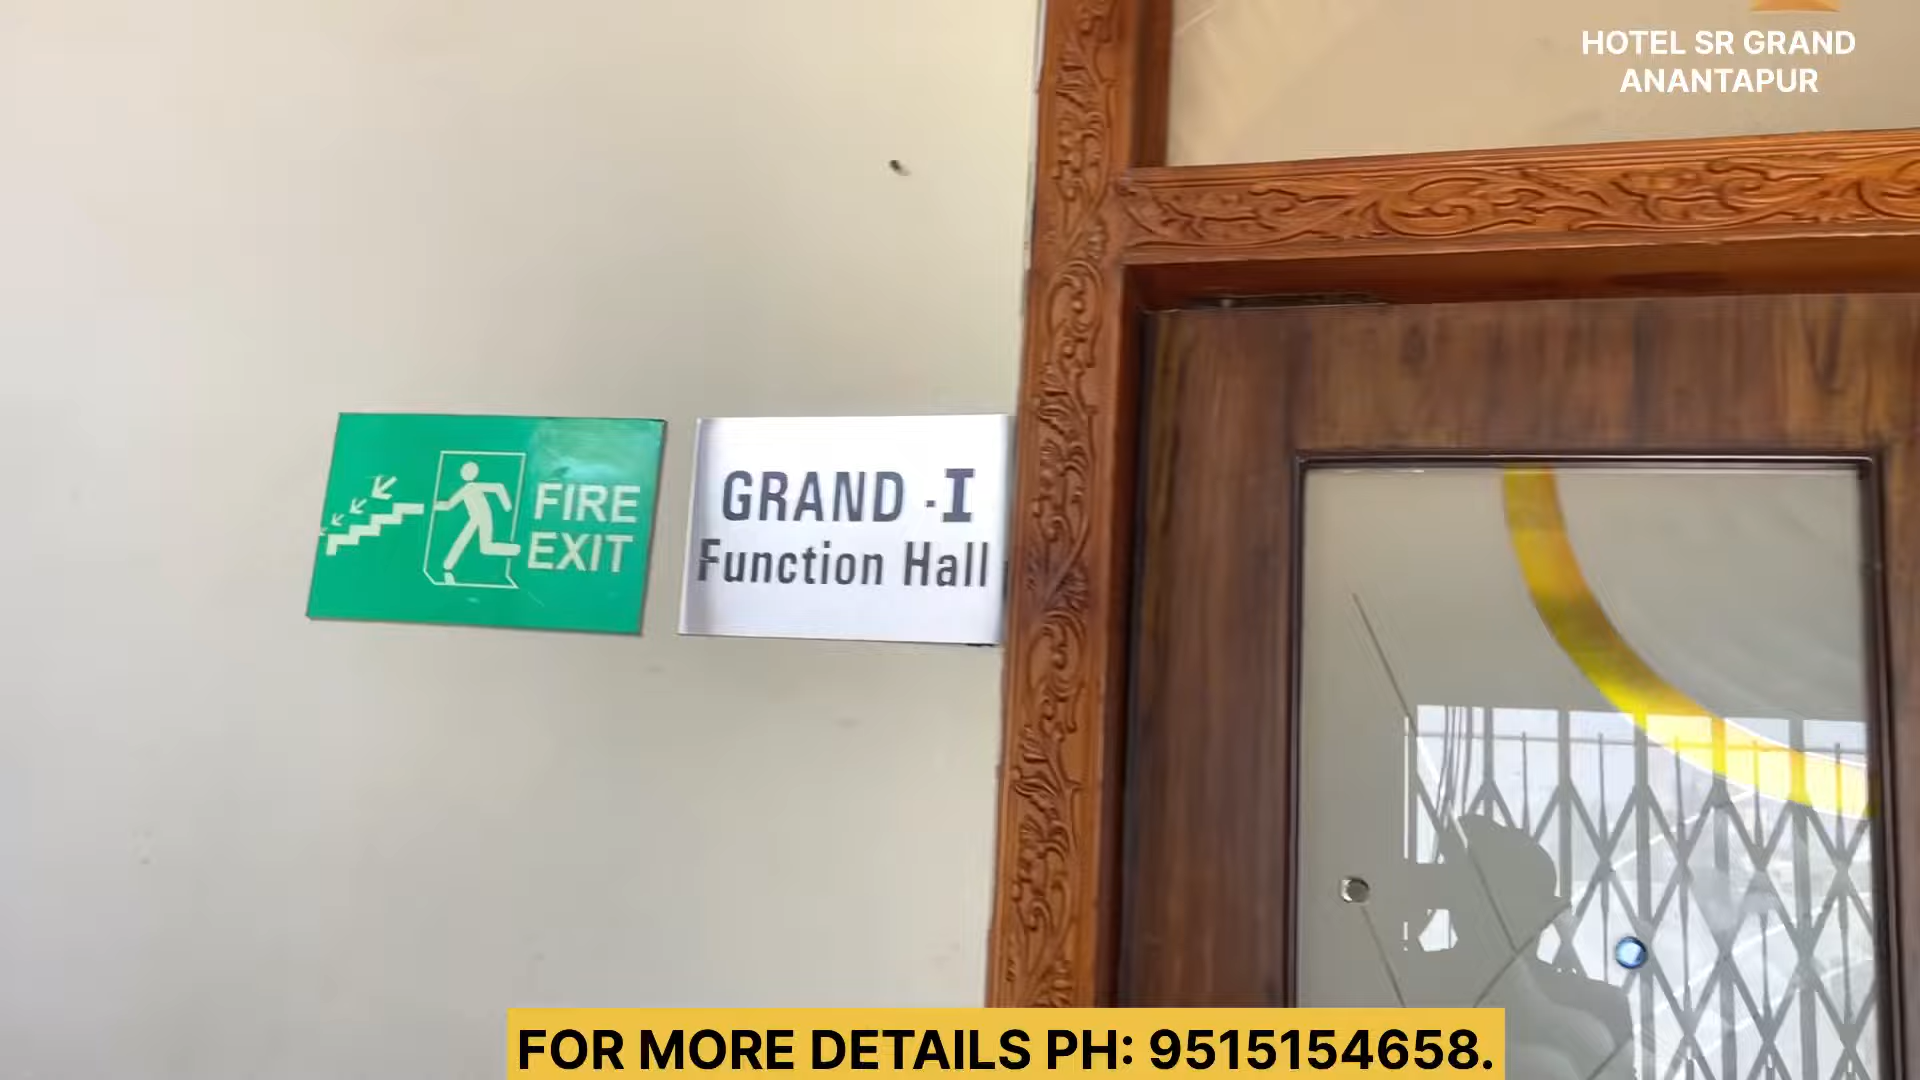 HOTEL SR GRAND
ANANTAPUR
FIRE
EXIT
GRAND -I
Function Hall
FOR MORE DETAILS PH: 9515154658.